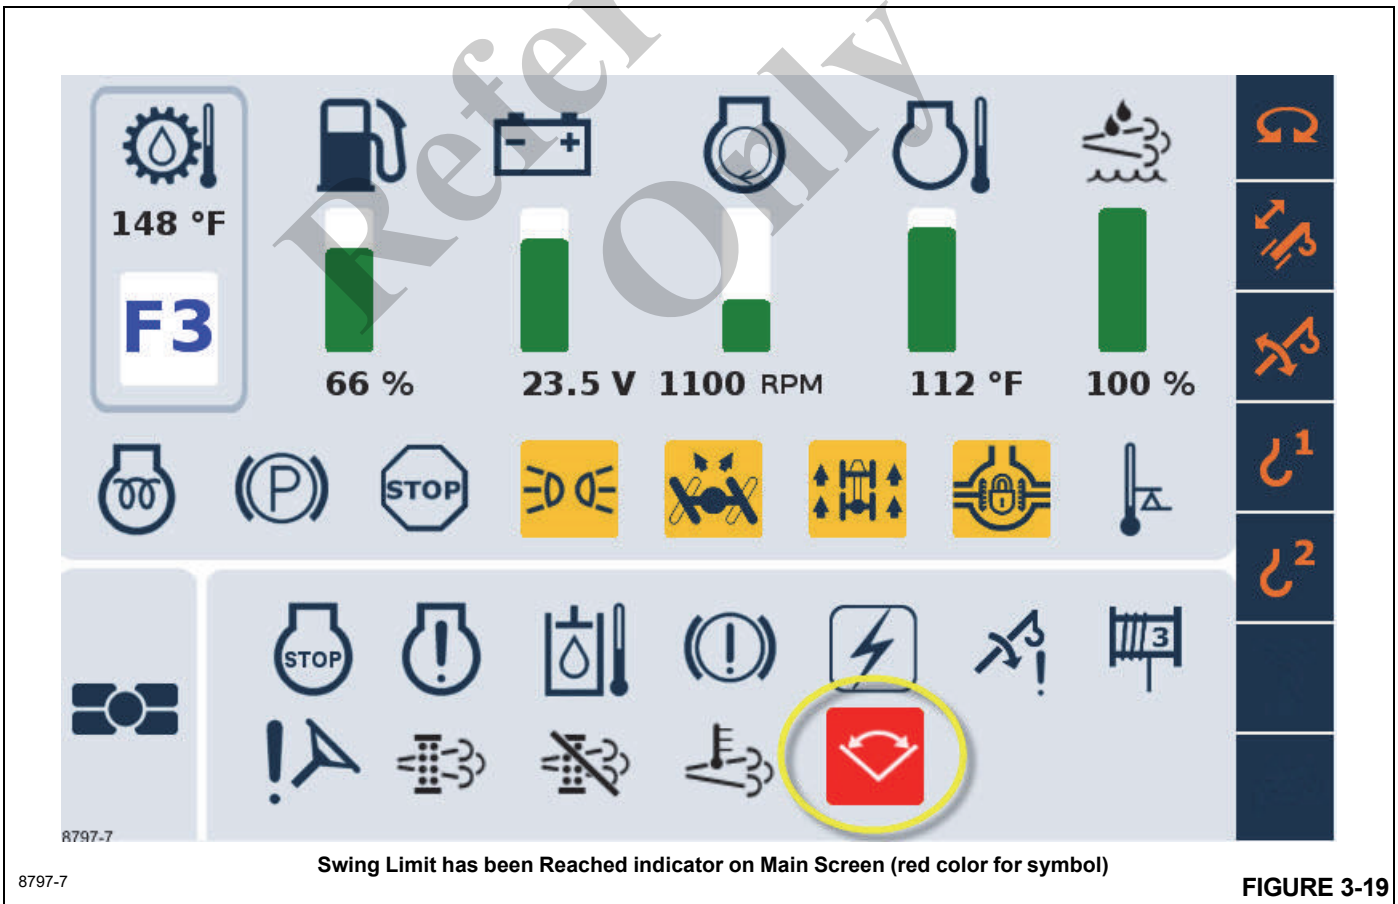 Reference
Only
148 °F
F3
66 %
23.5 V
1100 RPM
112 °F
100 %
P
STOP
1
2
STOP
3
8797-7
Swing Limit has been Reached indicator on Main Screen (red color for symbol)
8797-7
FIGURE 3-19